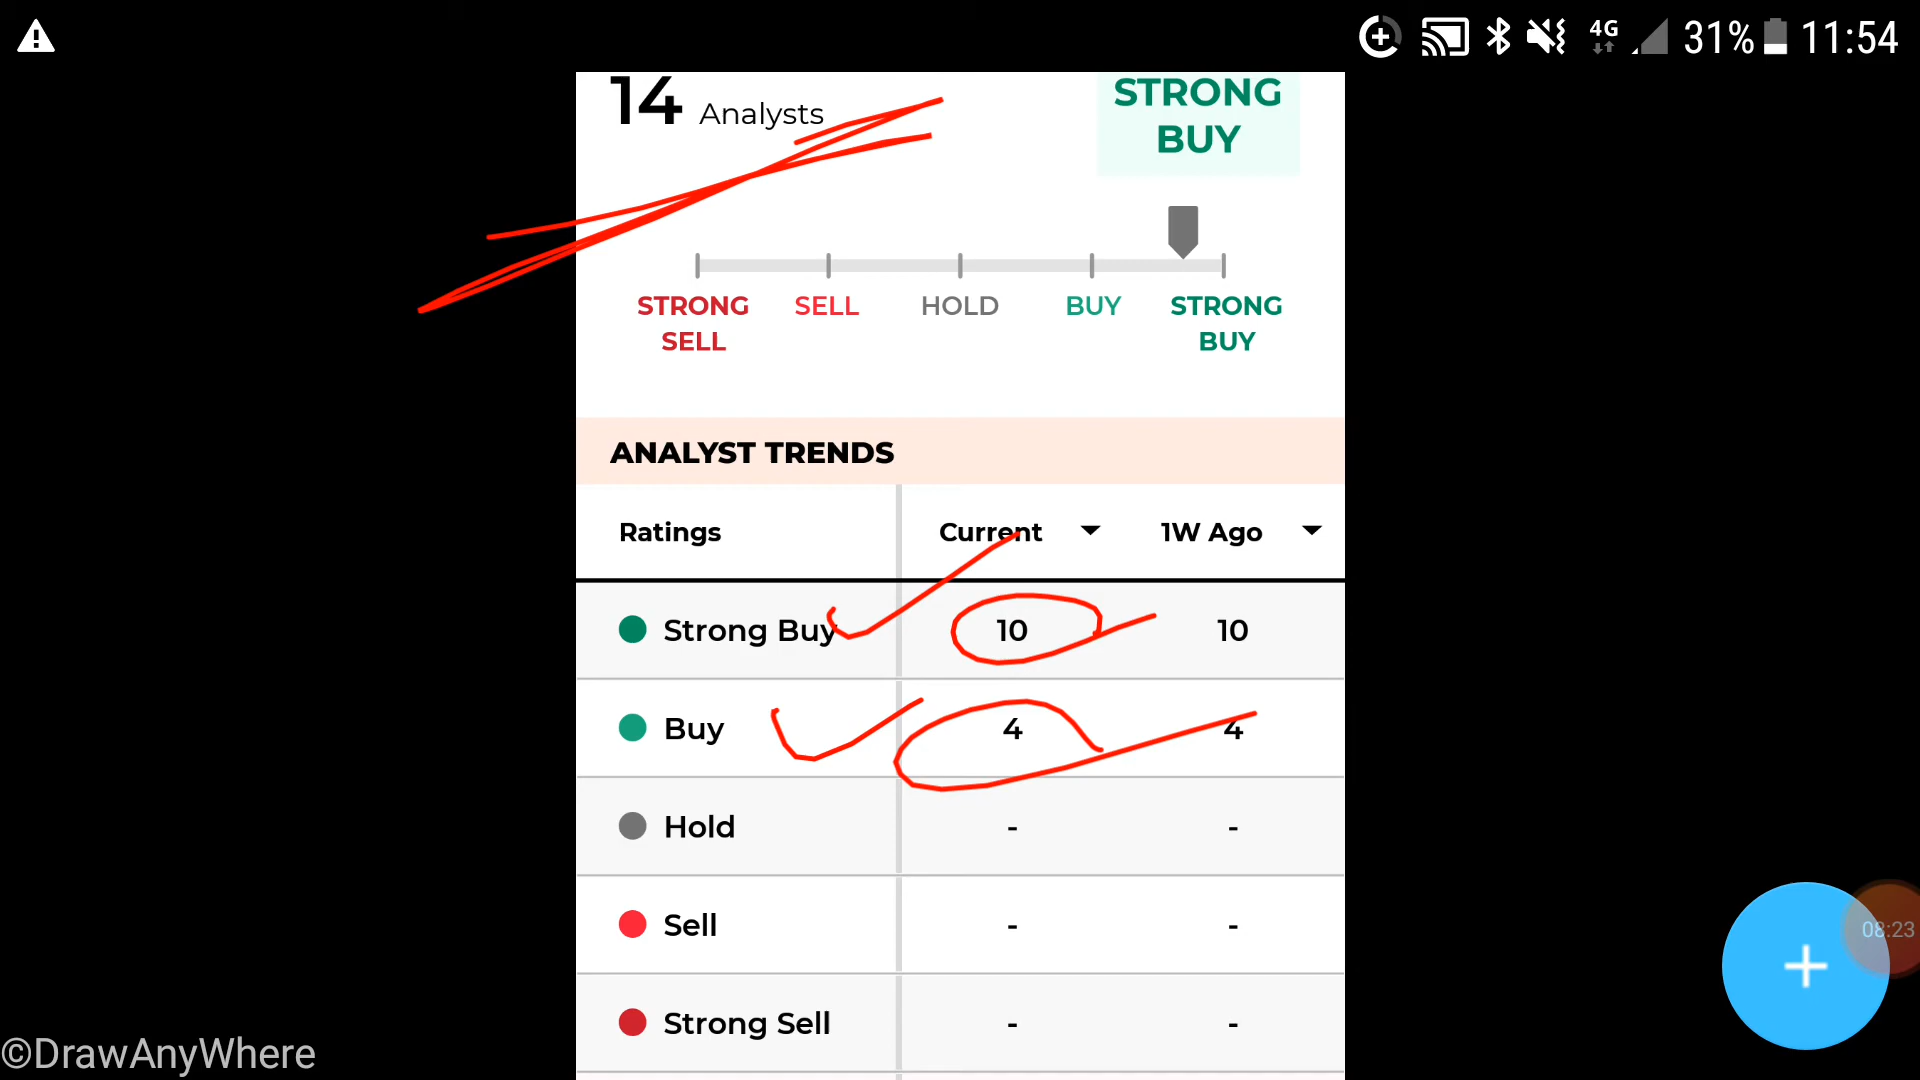 4G 31% 11:54
14 Analysts
STRONG
BUY
STRONG SELL HOLD BUY STRONG
SELL BUY
ANALYST TRENDS
Ratings Current 1W Ago
Strong Buy 10 10
Buy 4 4
Hold - -
Sell - -
08:23
Strong Sell - -
©DrawAnyWhere